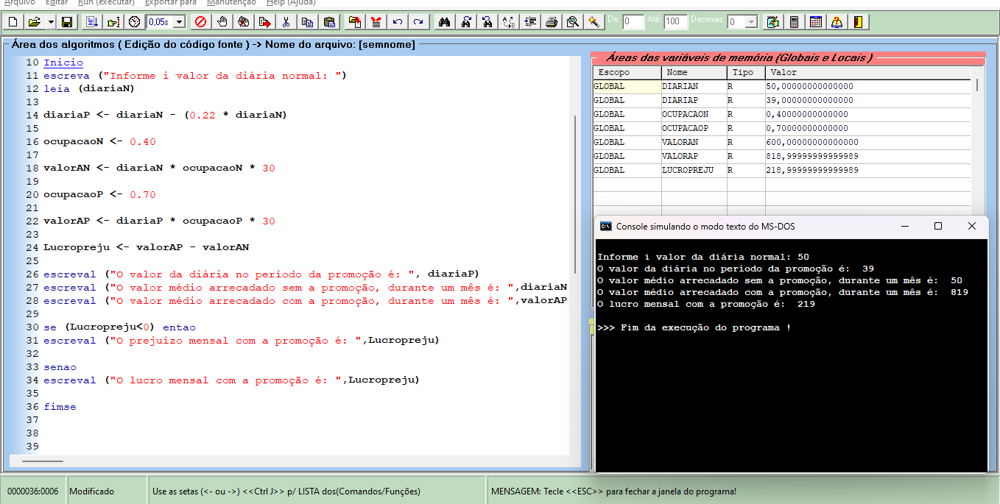 Arquivo Editar Run (executar) Exportar para Manutenção Help (Ajuda)
0,05s De: 0 Até: 100 Decimais: 0
Área dos algoritmos ( Edição do código fonte ) -> Nome do arquivo: [semnome]
10 Inicio
11 escreva ("Informe i valor da diária normal: ")
12 leia (diariaN)
13
14 diariaP <- diariaN - (0.22 * diariaN)
15
16 ocupacaoN <- 0.40
17
18 valorAN <- diariaN * ocupacaoN * 30
19
20 ocupacaoP <- 0.70
21
22 valorAP <- diariaP * ocupacaoP * 30
23
24 Lucropreju <- valorAP - valorAN
25
26 escreval ("O valor da diária no período da promoção é: ", diariaP)
27 escreval ("O valor médio arrecadado sem a promoção, durante um mês é: ",diariaN
28 escreval ("O valor médio arrecadado com a promoção, durante um mês é: ",valorAP
29
30 se (Lucropreju<0) entao
31 escreval ("O prejuízo mensal com a promoção é: ",Lucropreju)
32
33 senao
34 escreval ("O lucro mensal com a promoção é: ",Lucropreju)
35
36 fimse
37
38
39
Áreas das variáveis de memória (Globais e Locais )
Escopo Nome Tipo Valor
GLOBAL DIARIAN R 50,00000000000000
GLOBAL DIARIAP R 39,00000000000000
GLOBAL OCUPACAON R 0,40000000000000
GLOBAL OCUPACAOP R 0,70000000000000
GLOBAL VALORAN R 600,00000000000000
GLOBAL VALORAP R 818,99999999999989
GLOBAL LUCROPREJU R 218,99999999999989
C:\ Console simulando o modo texto do MS-DOS
Informe i valor da diária normal: 50
O valor da diária no período da promoção é: 39
O valor médio arrecadado sem a promoção, durante um mês é: 50
O valor médio arrecadado com a promoção, durante um mês é: 819
O lucro mensal com a promoção é: 219
>>> Fim da execução do programa !
0000036:0006 Modificado Use as setas (<- ou ->) <<Ctrl J>> p/ LISTA dos(Comandos/Funções) MENSAGEM: Tecle <<ESC>> para fechar a janela do programa!